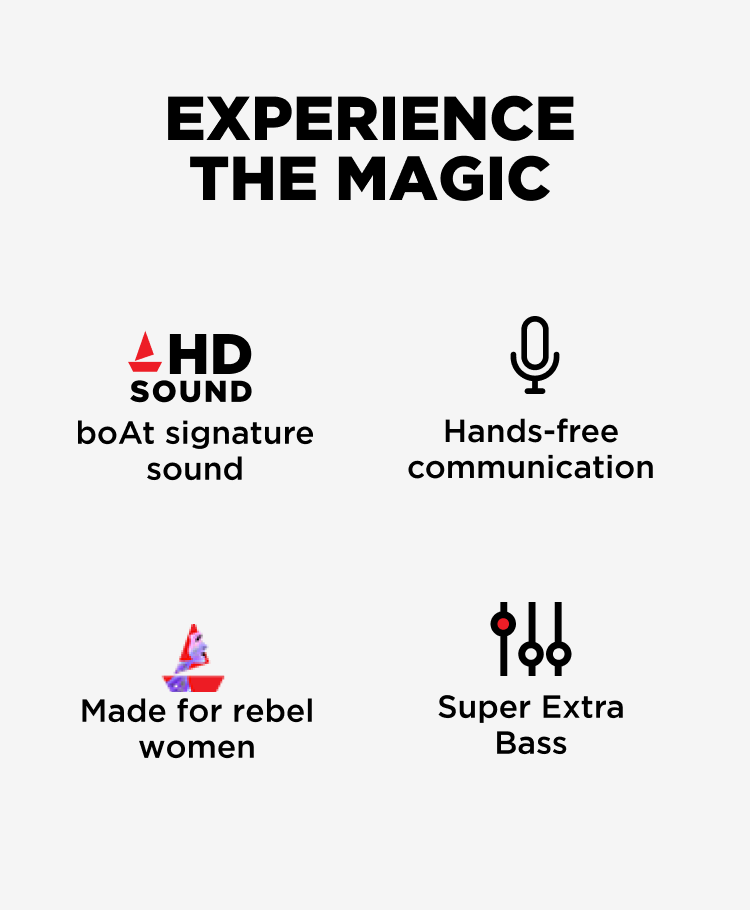 EXPERIENCE
THE MAGIC
HD
SOUND
boAt signature
sound
Hands-free
communication
Made for rebel
women
Super Extra
Bass